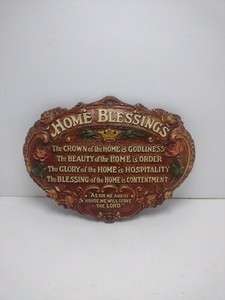 HOME BLESSINGS
The CROWN of the HOME is GODLINESS
The BEAUTY of the HOME is ORDER
The GLORY of the HOME is HOSPITALITY
The BLESSING of the HOME is CONTENTMENT
"AS FOR ME AND MY
HOUSE, WE WILL SERVE
THE LORD"